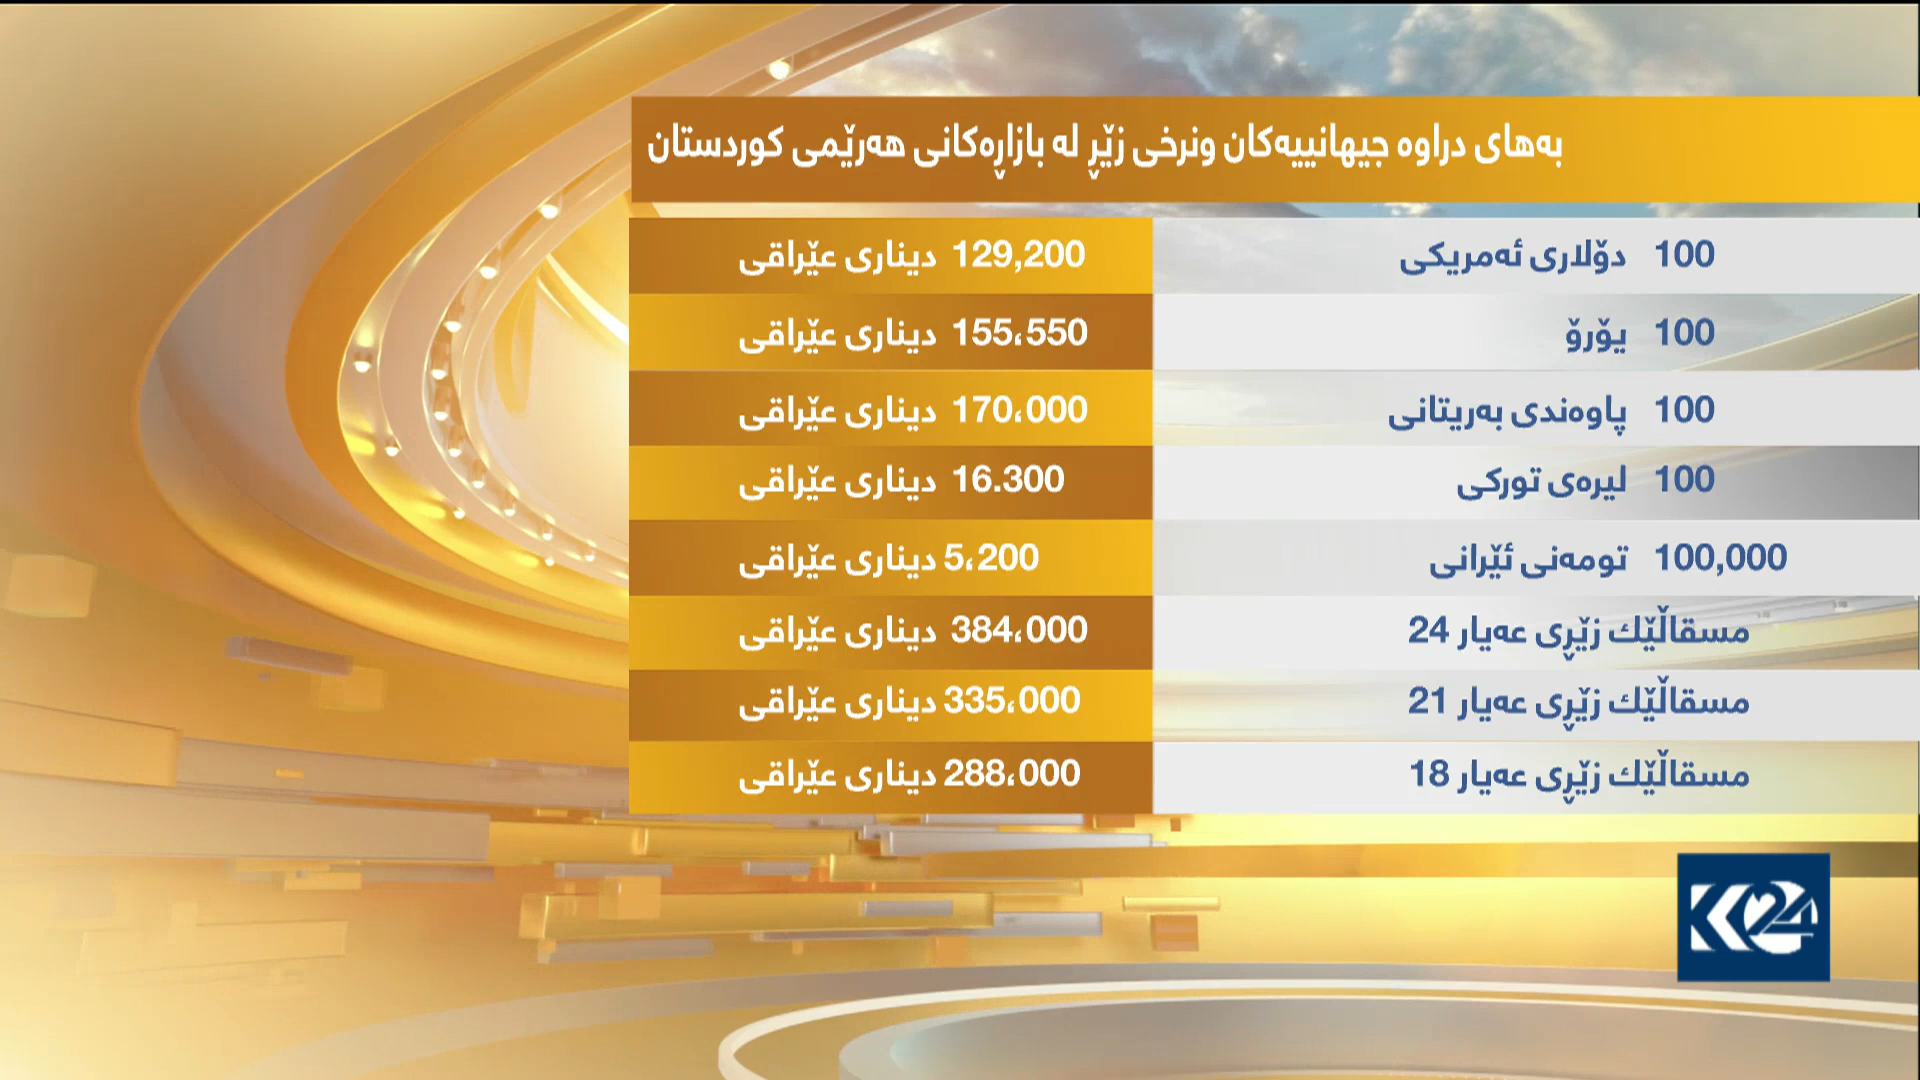 بەهای دراوە جیهانییەکان ونرخی زێڕ لە بازاڕەکانی هەرێمی کوردستان
100 دۆلاری ئەمریکی 129,200 دیناری عێراقی
100 یۆرۆ 155،550 دیناری عێراقی
100 پاوەندی بەریتانی 170،000 دیناری عێراقی
100 لیرەی تورکی 16.300 دیناری عێراقی
100,000 تومەنی ئێرانی 5،200 دیناری عێراقی
مسقاڵێك زێڕی عەیار 24 384،000 دیناری عێراقی
مسقاڵێك زێڕی عەیار 21 335،000 دیناری عێراقی
مسقاڵێك زێڕی عەیار 18 288،000 دیناری عێراقی
K24